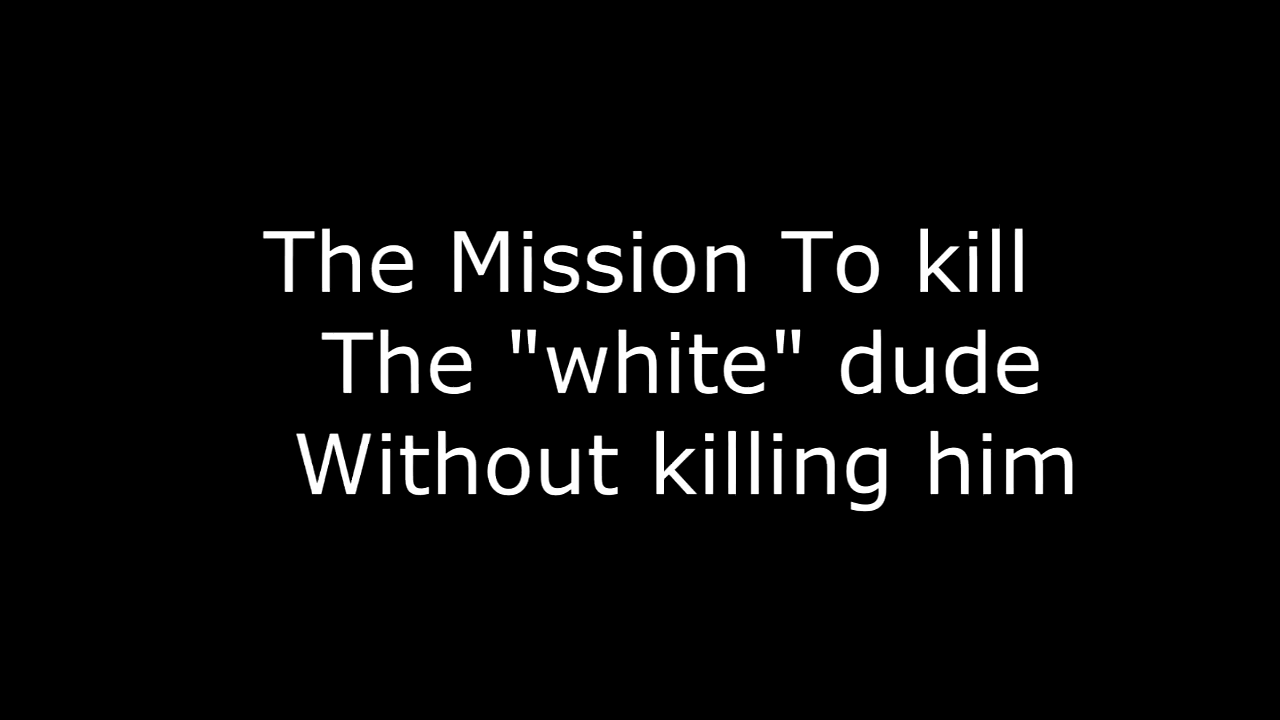 The Mission To kill
The "white" dude
Without killing him